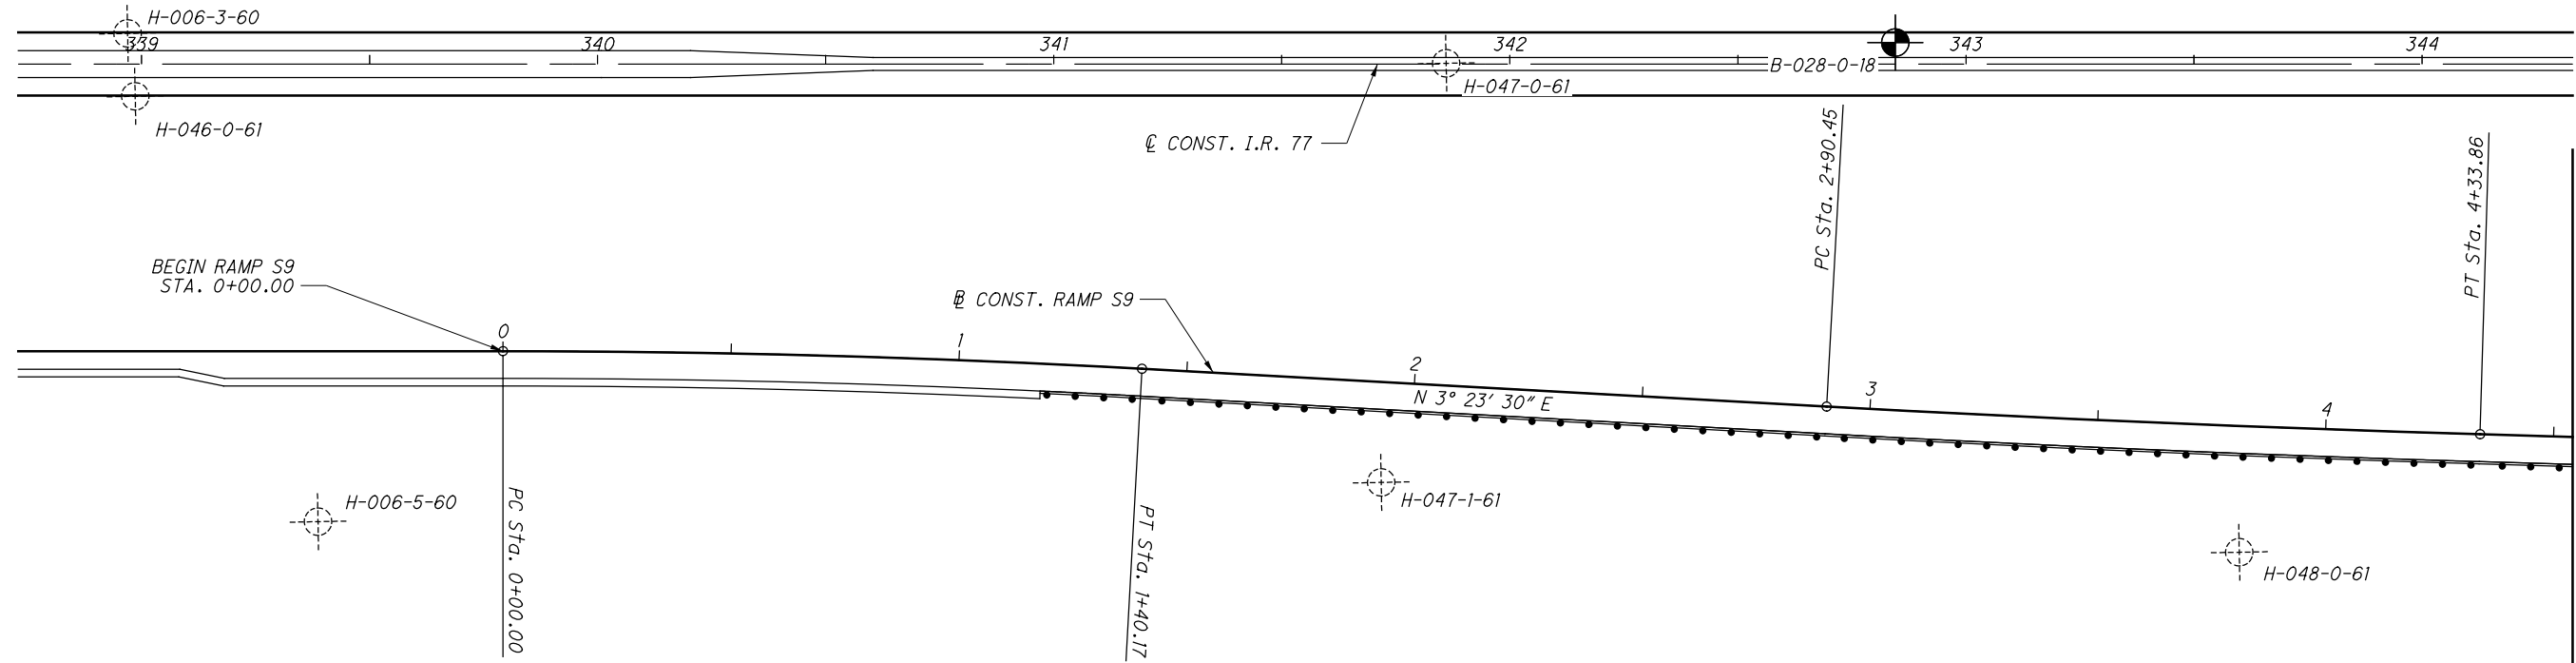 H-006-3-60
339
340
341
342
343
344
B-028-0-18
H-047-0-61
H-046-0-61
℄ CONST. I.R. 77
PC Sta. 2+90.45
PT Sta. 4+33.86
BEGIN RAMP S9
STA. 0+00.00
BL CONST. RAMP S9
0
1
2
3
4
N 3° 23' 30" E
H-006-5-60
PC Sta. 0+00.00
PT Sta. 1+40.17
H-047-1-61
H-048-0-61